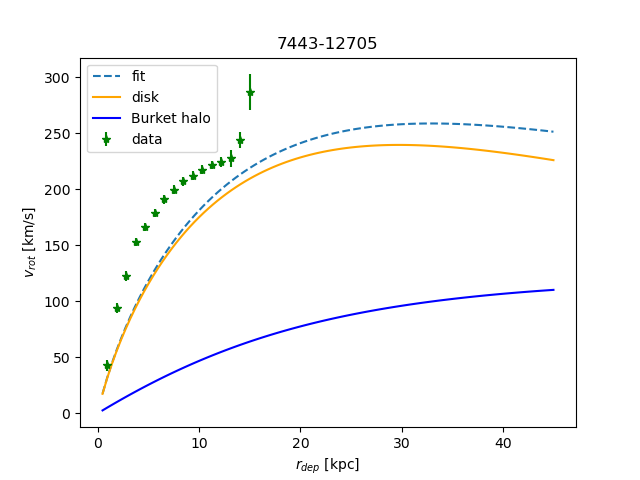 7443-12705
fit
disk
Burket halo
data
300
250
200
150
100
50
0
v_rot [km/s]
0 10 20 30 40
r_dep [kpc]